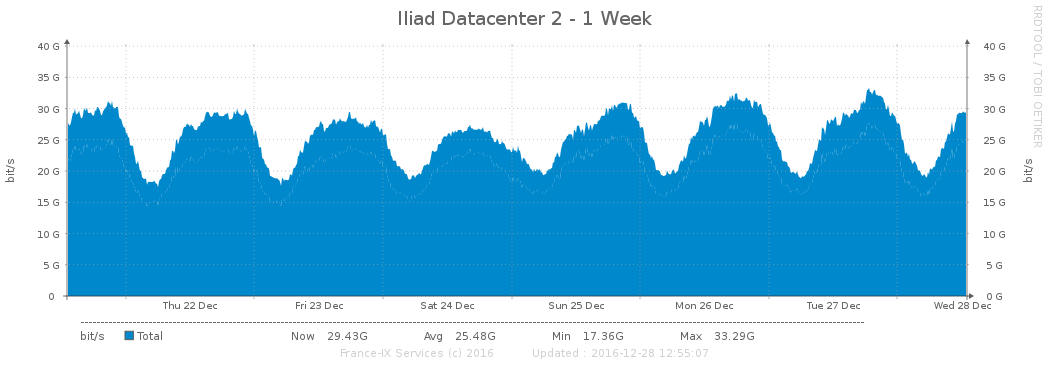 Iliad Datacenter 2 - 1 Week
RRDTOOL / TOBI OETIKER
40 G 40 G
35 G 35 G
30 G 30 G
25 G 25 G
20 G 20 G
15 G 15 G
10 G 10 G
5 G 5 G
0 0 G
bit/s
bit/s
Thu 22 Dec Fri 23 Dec Sat 24 Dec Sun 25 Dec Mon 26 Dec Tue 27 Dec Wed 28 Dec
bit/s Total Now 29.43G Avg 25.48G Min 17.36G Max 33.29G
France-IX Services (c) 2016 Updated : 2016-12-28 12:55:07